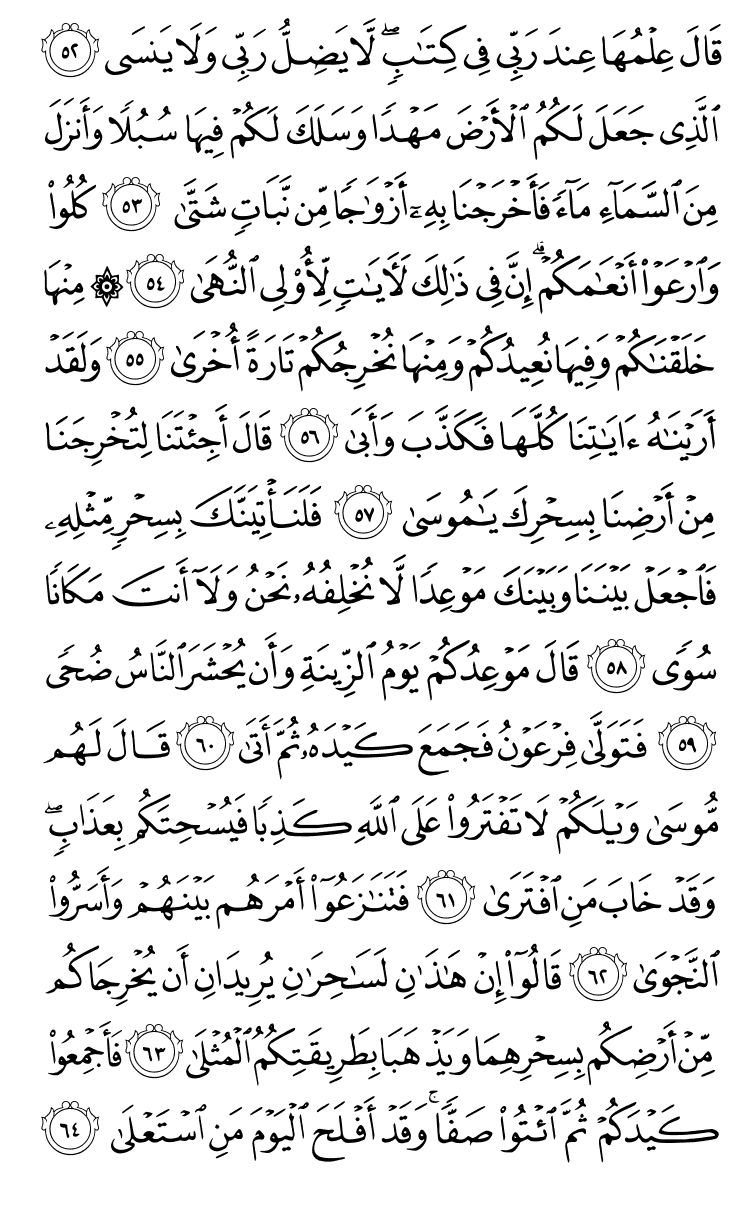 قَالَ عِلْمُهَا عِندَ رَبِّى فِى كِتَٰبٍۖ لَّا يَضِلُّ رَبِّى وَلَا يَنسَى ٥٢
ٱلَّذِى جَعَلَ لَكُمُ ٱلْأَرْضَ مَهْدًا وَسَلَكَ لَكُمْ فِيهَا سُبُلًا وَأَنزَلَ
مِنَ ٱلسَّمَآءِ مَآءً فَأَخْرَجْنَا بِهِۦٓ أَزْوَٰجًا مِّن نَّبَاتٍ شَتَّىٰ ٥٣ كُلُوا۟
وَٱرْعَوْا۟ أَنْعَٰمَكُمْۗ إِنَّ فِى ذَٰلِكَ لَءَايَٰتٍ لِّأُو۟لِى ٱلنُّهَىٰ ٥٤ ۞ مِنْهَا
خَلَقْنَٰكُمْ وَفِيهَا نُعِيدُكُمْ وَمِنْهَا نُخْرِجُكُمْ تَارَةً أُخْرَىٰ ٥٥ وَلَقَدْ
أَرَيْنَٰهُ ءَايَٰتِنَا كُلَّهَا فَكَذَّبَ وَأَبَىٰ ٥٦ قَالَ أَجِئْتَنَا لِتُخْرِجَنَا
مِنْ أَرْضِنَا بِسِحْرِكَ يَٰمُوسَىٰ ٥٧ فَلَنَأْتِيَنَّكَ بِسِحْرٍ مِّثْلِهِۦ
فَٱجْعَلْ بَيْنَنَا وَبَيْنَكَ مَوْعِدًا لَّا نُخْلِفُهُۥ نَحْنُ وَلَآ أَنتَ مَكَانًا
سُوًى ٥٨ قَالَ مَوْعِدُكُمْ يَوْمُ ٱلزِّينَةِ وَأَن يُحْشَرَ ٱلنَّاسُ ضُحًى
٥٩ فَتَوَلَّىٰ فِرْعَوْنُ فَجَمَعَ كَيْدَهُۥ ثُمَّ أَتَىٰ ٦٠ قَالَ لَهُم
مُّوسَىٰ وَيْلَكُمْ لَا تَفْتَرُوا۟ عَلَى ٱللَّهِ كَذِبًا فَيُسْحِتَكُم بِعَذَابٍۖ
وَقَدْ خَابَ مَنِ ٱفْتَرَىٰ ٦١ فَتَنَٰزَعُوٓا۟ أَمْرَهُم بَيْنَهُمْ وَأَسَرُّوا۟
ٱلنَّجْوَىٰ ٦٢ قَالُوٓا۟ إِنْ هَٰذَٰنِ لَسَٰحِرَٰنِ يُرِيدَانِ أَن يُخْرِجَاكُم
مِّنْ أَرْضِكُم بِسِحْرِهِمَا وَيَذْهَبَا بِطَرِيقَتِكُمُ ٱلْمُثْلَىٰ ٦٣ فَأَجْمِعُوا۟
كَيْدَكُمْ ثُمَّ ٱئْتُوا۟ صَفًّاۚ وَقَدْ أَفْلَحَ ٱلْيَوْمَ مَنِ ٱسْتَعْلَىٰ ٦٤